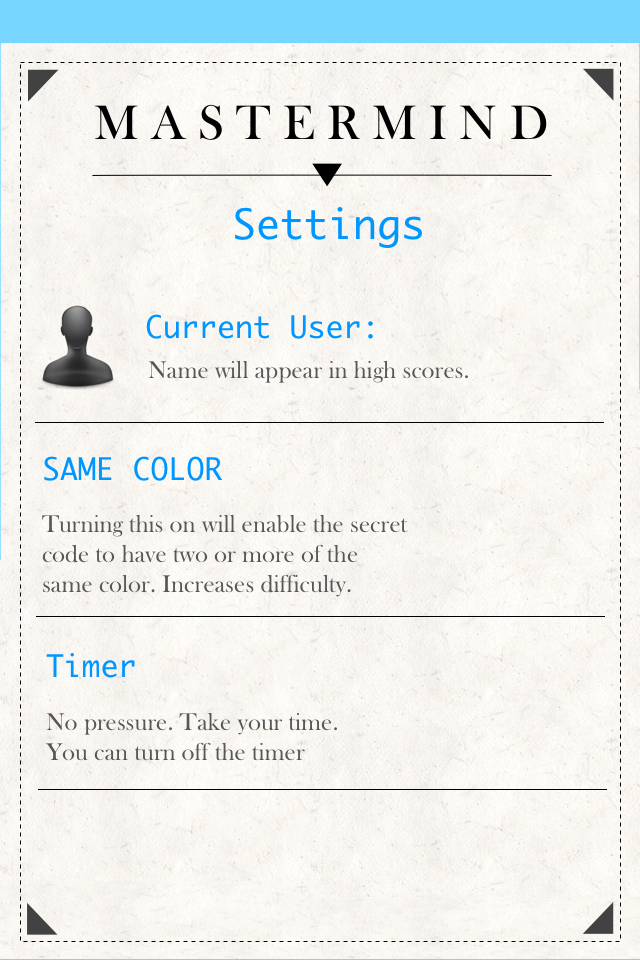 MASTERMIND
Settings
Current User:
Name will appear in high scores.
SAME COLOR
Turning this on will enable the secret
code to have two or more of the
same color. Increases difficulty.
Timer
No pressure. Take your time.
You can turn off the timer